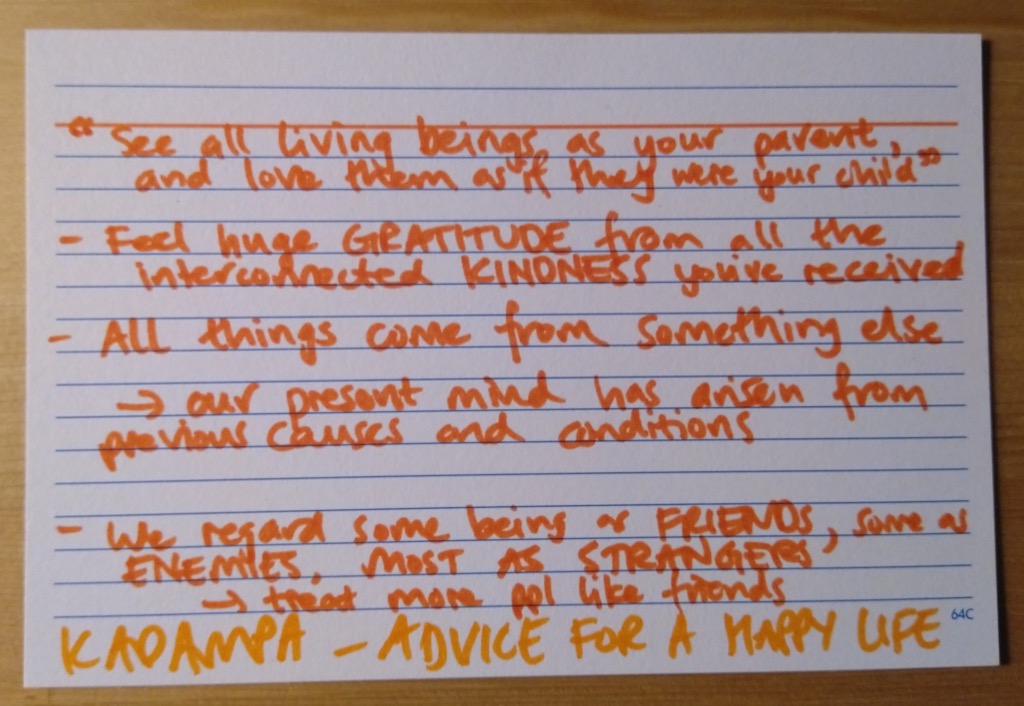 "See all living beings as your parent,
and love them as if they were your child"
- Feel huge GRATITUDE from all the
interconnected KINDNESS you've received
- ALL things come from something else
→ our present mind has arisen from
previous causes and conditions
- We regard some being as FRIENDS, some as
ENEMIES, MOST AS STRANGERS
→ treat more ppl like friends
64C
KADAMPA - ADVICE FOR A HAPPY LIFE